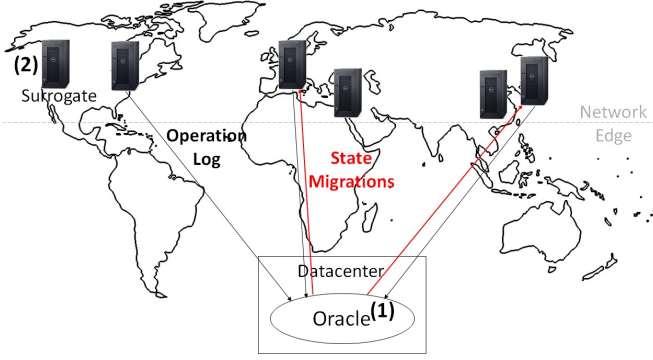 (2)
Surrogate
Network
Edge
Operation
Log
State
Migrations
Datacenter
Oracle(1)